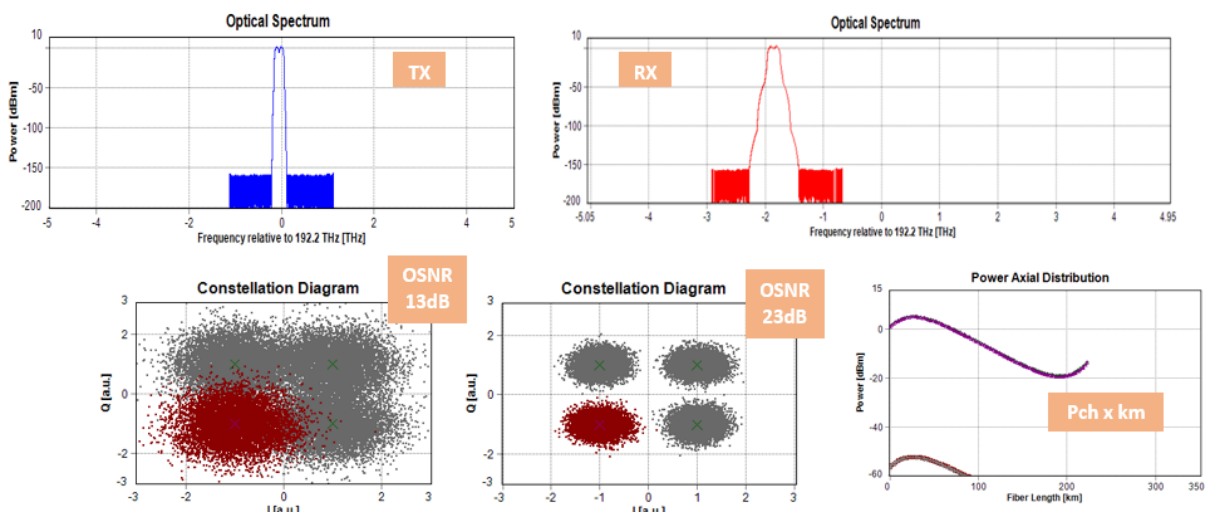 Optical Spectrum
10
TX
-50
-100
-150
-200
Power [dBm]
-5 -4 -2 0 2 4 5
Frequency relative to 192.2 THz [THz]
Optical Spectrum
10
RX
-50
-100
-150
-200
Power [dBm]
-5.05 -4 -3 -2 -1 0 1 2 3 4 4.95
Frequency relative to 192.2 THz [THz]
Constellation Diagram
OSNR
13dB
3
2
0
-2
-3
Q [a.u.]
-3 -2 0 2 3
I [a.u.]
Constellation Diagram
OSNR
23dB
3
2
0
-2
-3
Q [a.u.]
-3 -1 1 3
I [a.u.]
Power Axial Distribution
15
0
-20
-40
-60
Power [dBm]
Pch x km
0 100 200 300 350
Fiber Length [km]